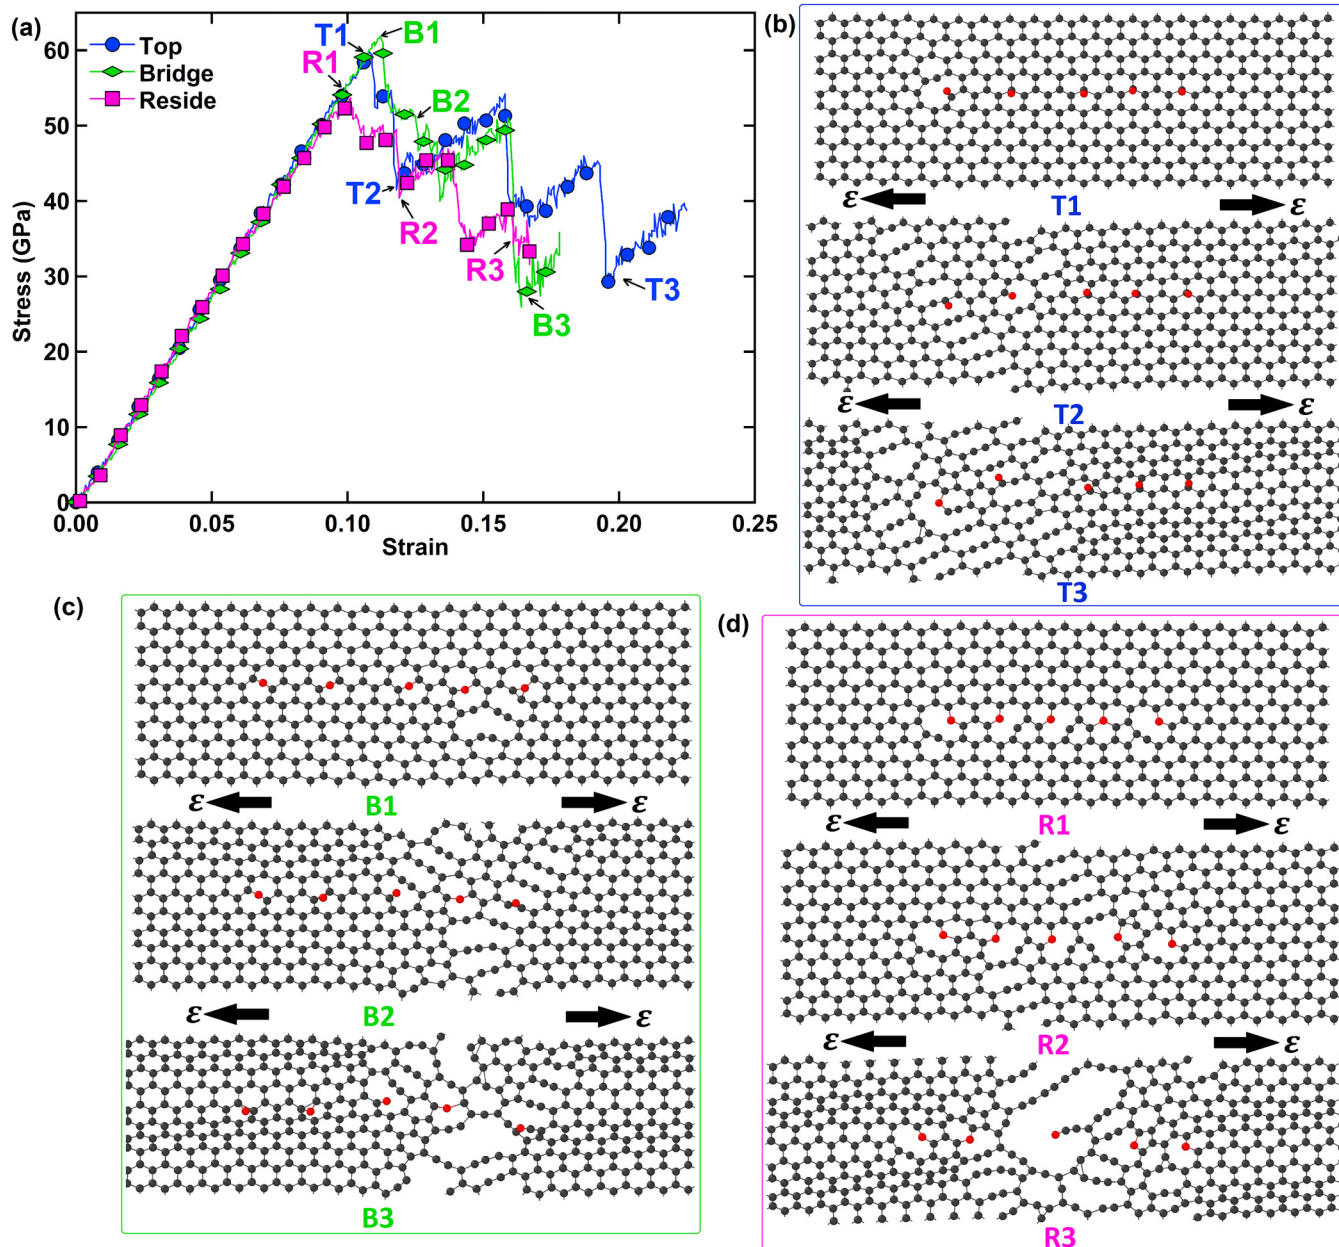 (a)
Top
Bridge
Reside
T1
B1
R1
B2
T2
R2
R3
T3
B3
60
50
40
30
20
10
0
Stress (GPa)
0.00
0.05
0.10
0.15
0.20
0.25
Strain
(b)
ε ε
T1
ε ε
T2
T3
(c)
ε ε
B1
ε ε
B2
B3
(d)
ε ε
R1
ε ε
R2
R3